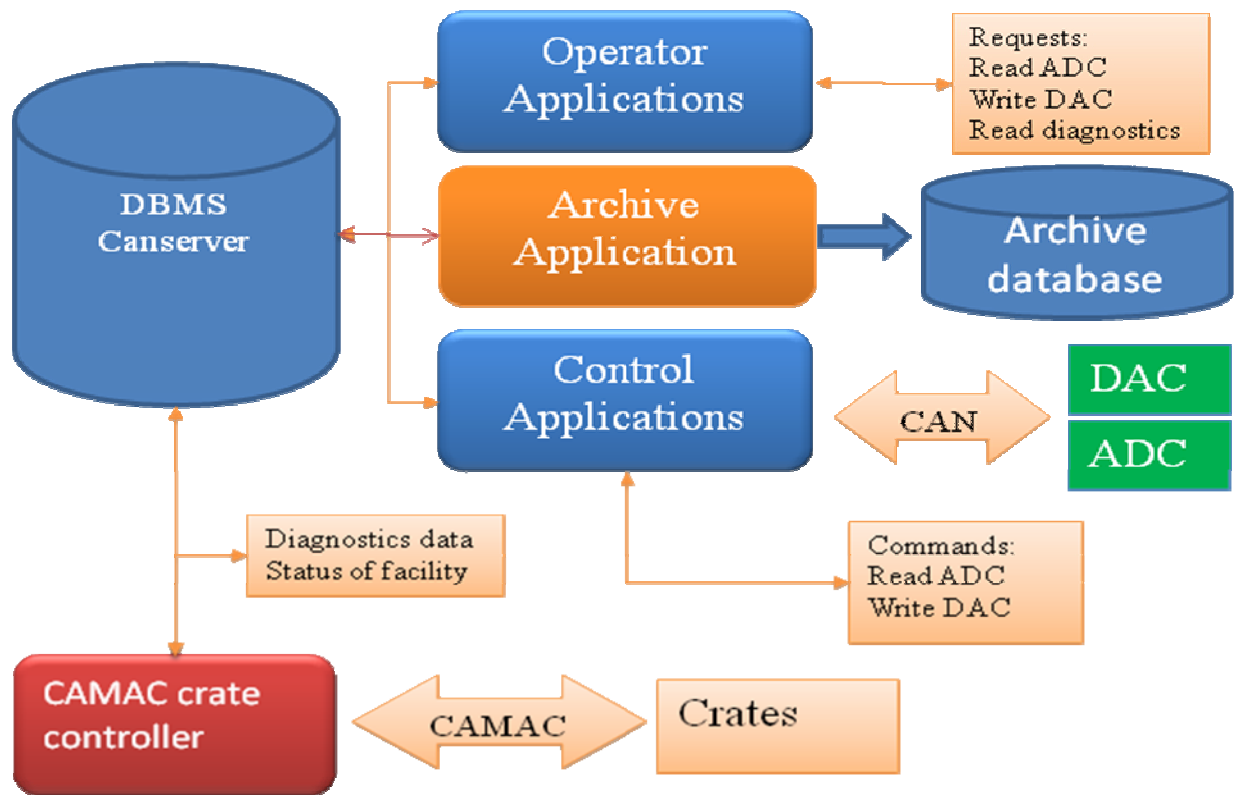 Operator
Applications
Requests:
Read ADC
Write DAC
Read diagnostics
DBMS
Canserver
Archive
Application
Archive
database
Control
Applications
CAN
DAC
ADC
Diagnostics data
Status of facility
Commands:
Read ADC
Write DAC
CAMAC crate
controller
CAMAC
Crates